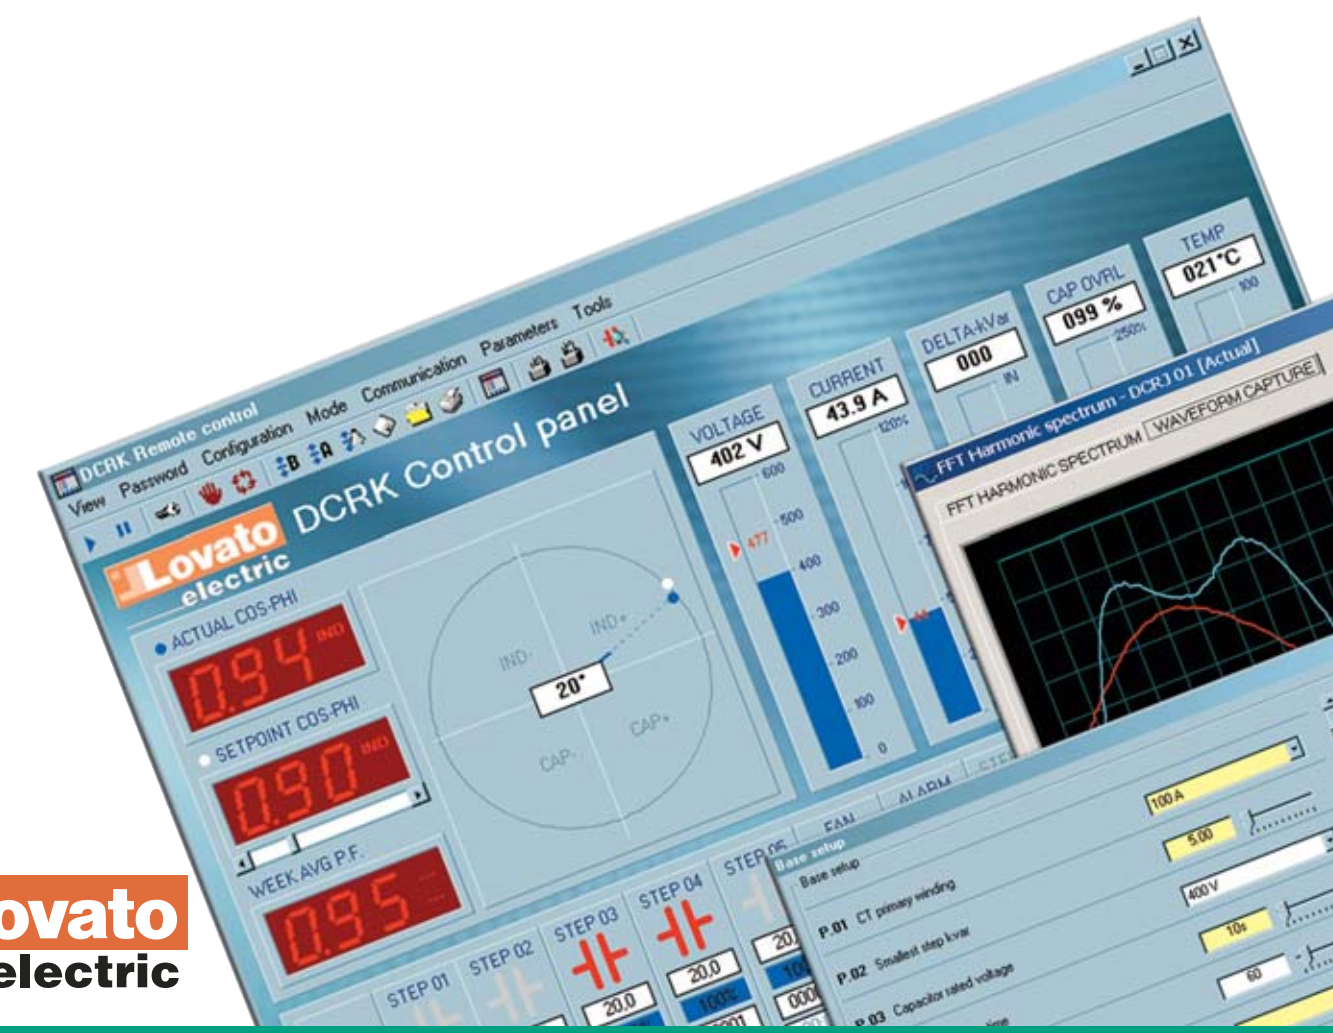 DCRK Remote control
View Password Configuration Mode Communication Parameters Tools
B A
Lovato
electric
DCRK Control panel
ACTUAL COS-PHI
0.94 IND
SETPOINT COS-PHI
0.90 IND
WEEK AVG P.F.
0.95
IND- IND+
20°
CAP- CAP+
VOLTAGE
402 V
600
500
477
400
300
200
100
0
CURRENT
43.9 A
120%
DELTA-kVar
000
IN
CAP OVRL
099 %
250%
TEMP
021°C
100
FFT Harmonic spectrum - DCRJ 01 [Actual]
FFT HARMONIC SPECTRUM WAVEFORM CAPTURE
FAN ALARM
STEP 01
STEP 02
STEP 03
20,0
STEP 04
20,0
100%
STEP 05
Base setup
Base setup
P.01 CT primary winding
100 A
P.02 Smallest step kvar
5.00
P.03 Capacitor rated voltage
400 V
10s
60
ovato
electric